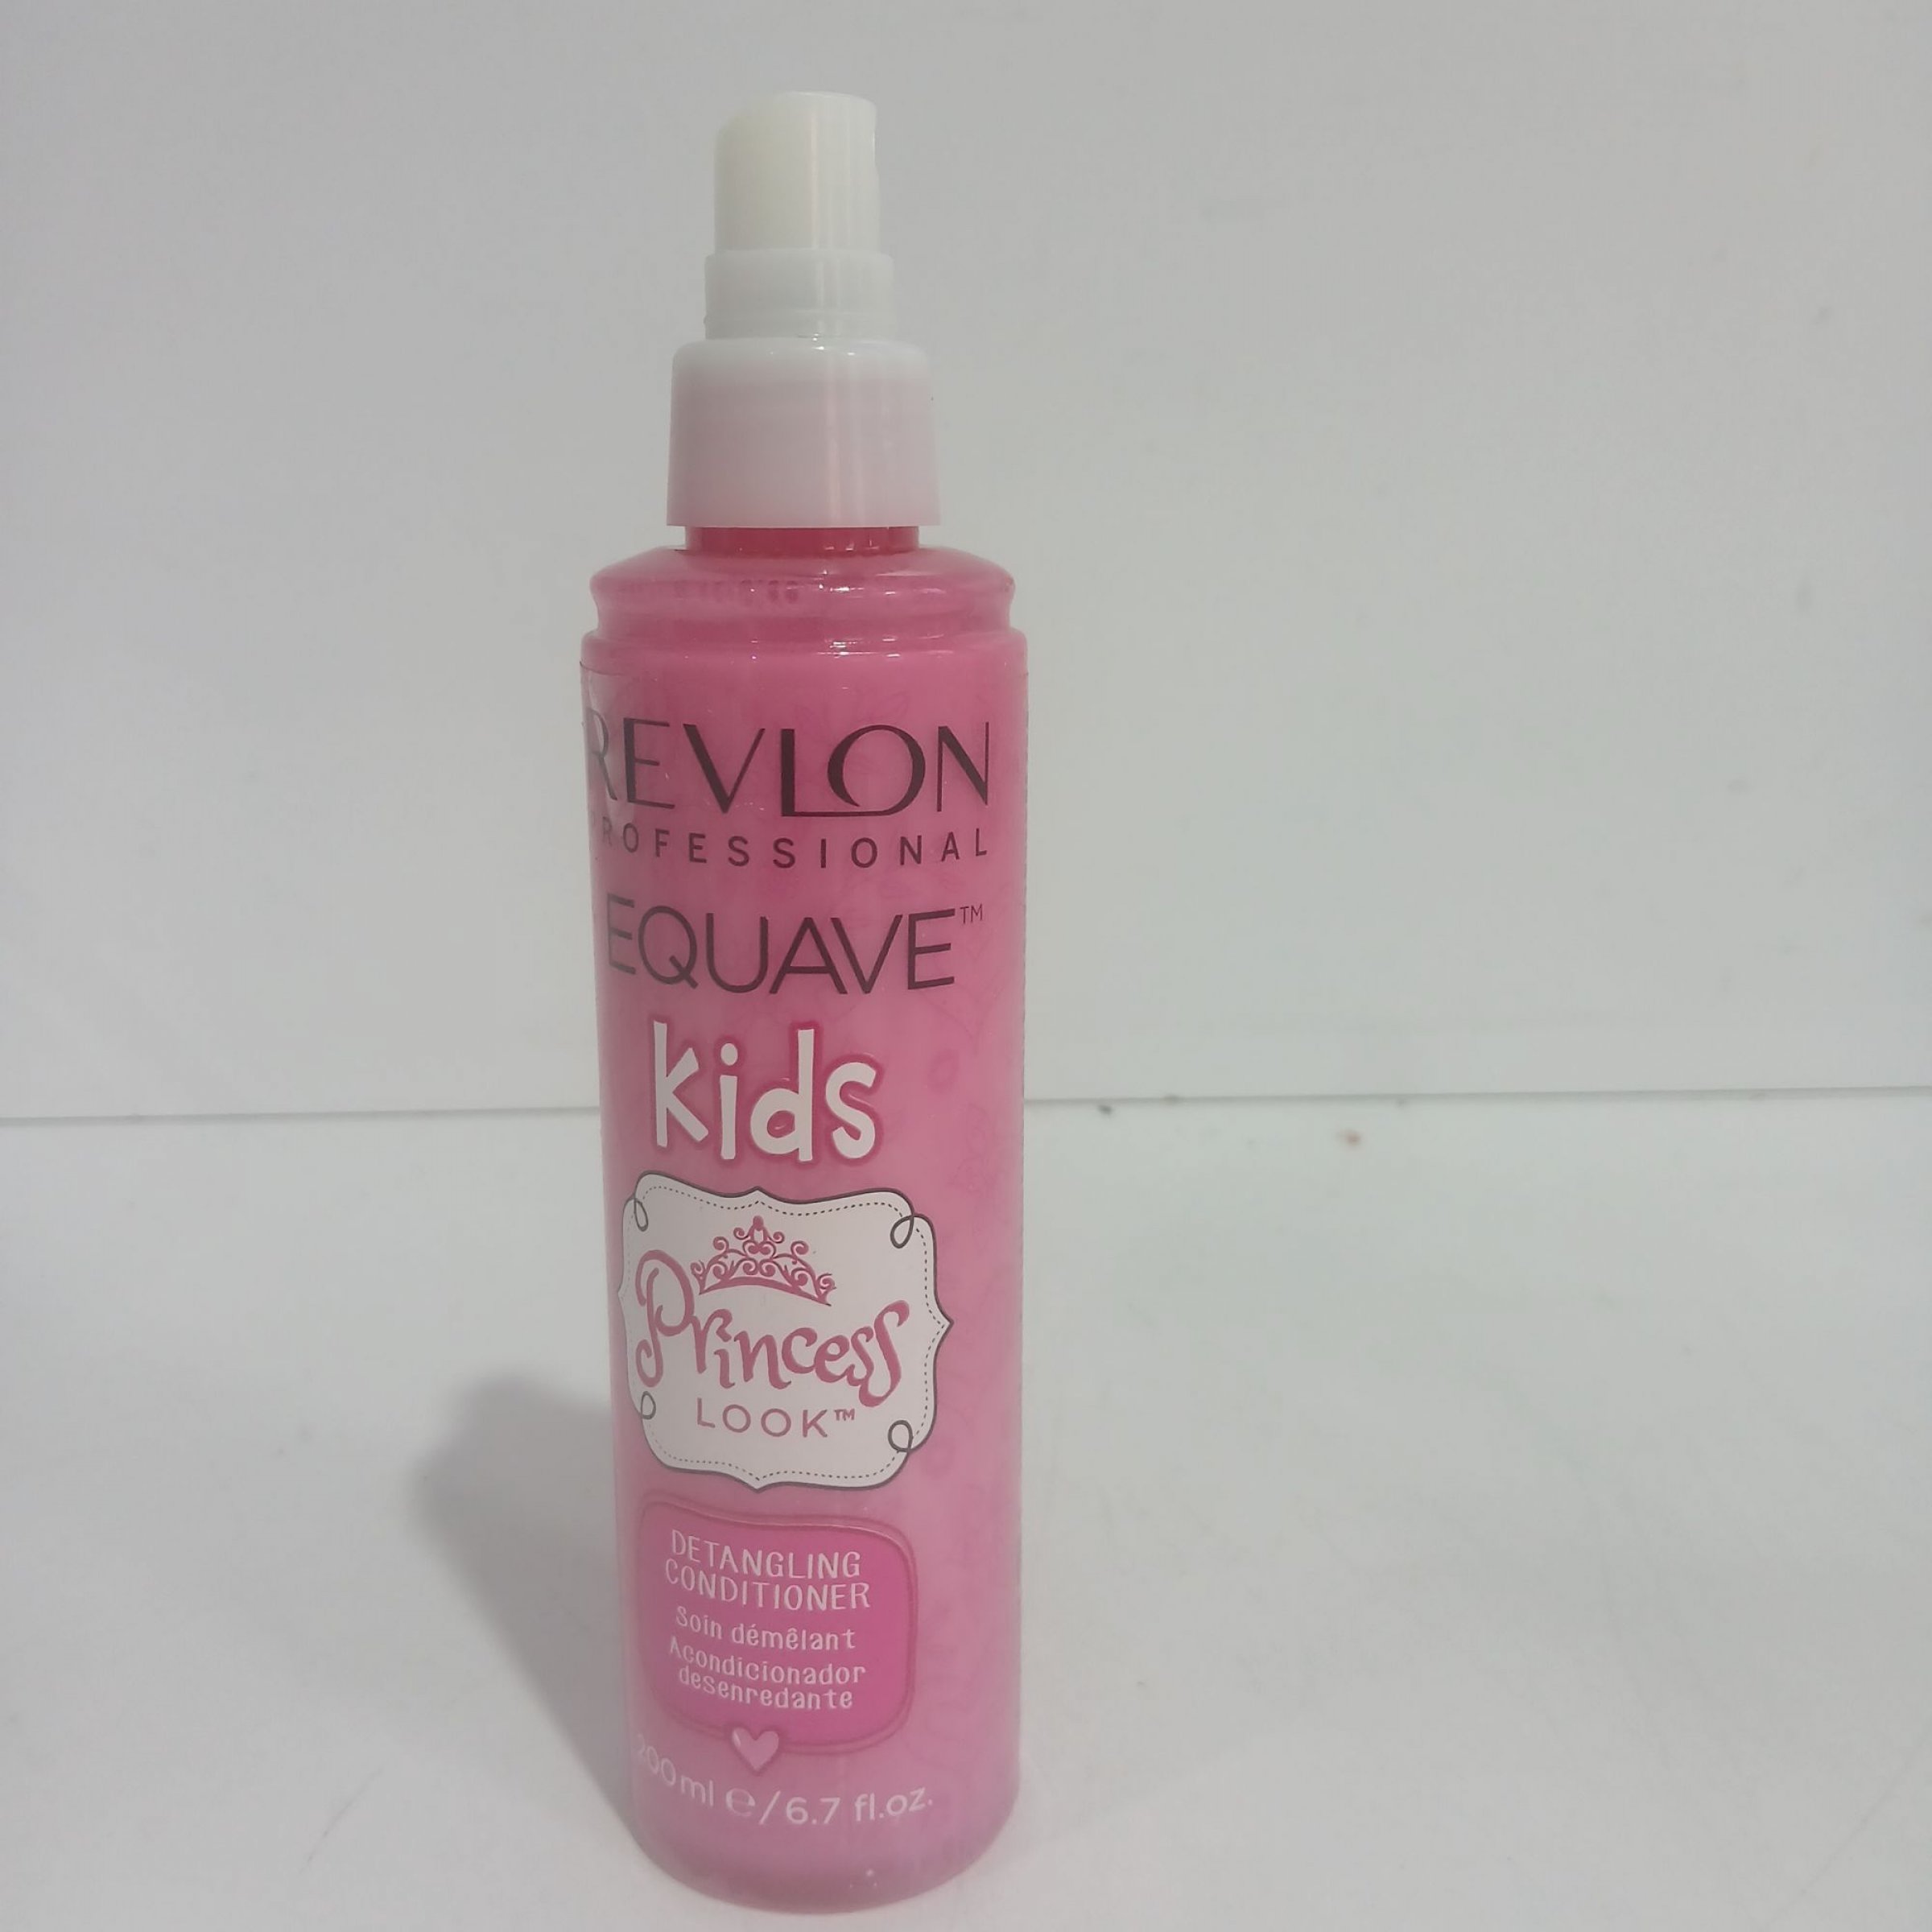 REVLON
PROFESSIONAL
EQUAVE™
kids
Princess
LOOK™
DETANGLING
CONDITIONER
Soin démêlant
Acondicionador
desenredante
200ml ℮/6.7 fl.oz.